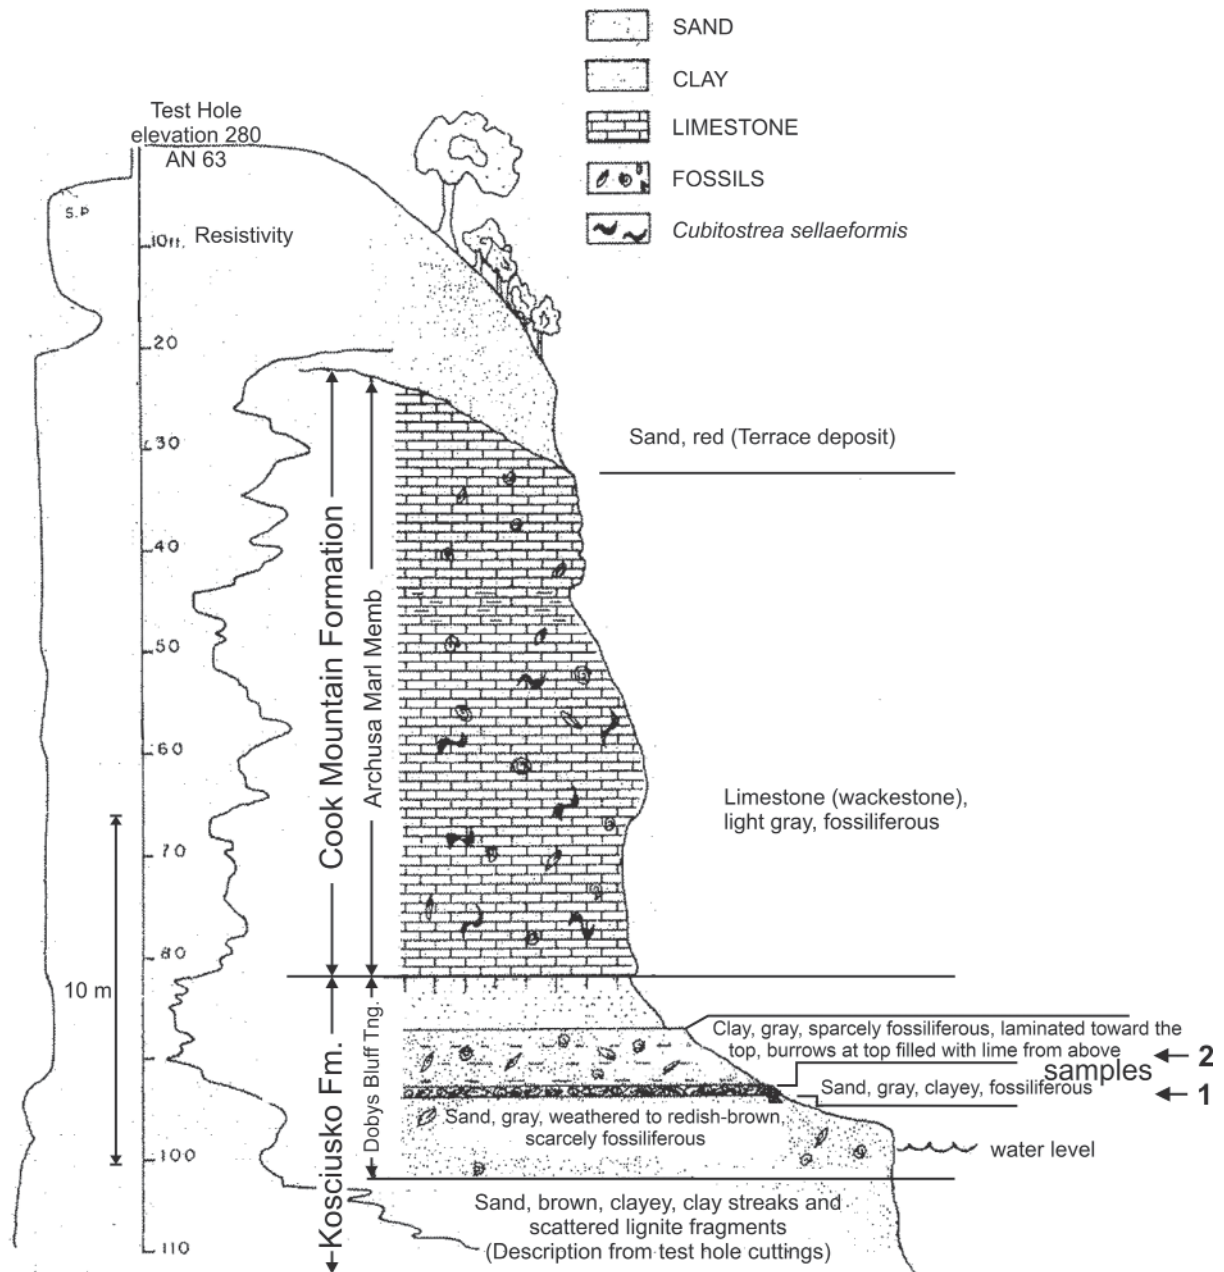 SAND
CLAY
LIMESTONE
FOSSILS
Cubitostrea sellaeformis
Test Hole
elevation 280
AN 63
S.P
Resistivity
10ft.
20
30
40
50
60
70
80
100
110
10 m
Cook Mountain Formation
Archusa Marl Memb
Kosciusko Fm.
Dobys Bluff Tng.
Sand, red (Terrace deposit)
Limestone (wackestone),
light gray, fossiliferous
Clay, gray, sparcely fossiliferous, laminated toward the
top, burrows at top filled with lime from above
2
samples
Sand, gray, clayey, fossiliferous
1
Sand, gray, weathered to redish-brown,
scarcely fossiliferous
water level
Sand, brown, clayey, clay streaks and
scattered lignite fragments
(Description from test hole cuttings)